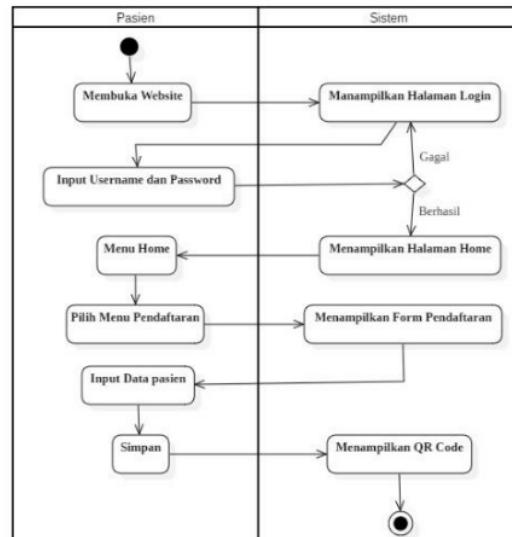 Pasien
Sistem
Membuka Website
Manampilkan Halaman Login
Input Username dan Password
Gagal
Berhasil
Menu Home
Menampilkan Halaman Home
Pilih Menu Pendaftaran
Menampilkan Form Pendaftaran
Input Data pasien
Simpan
Menampilkan QR Code